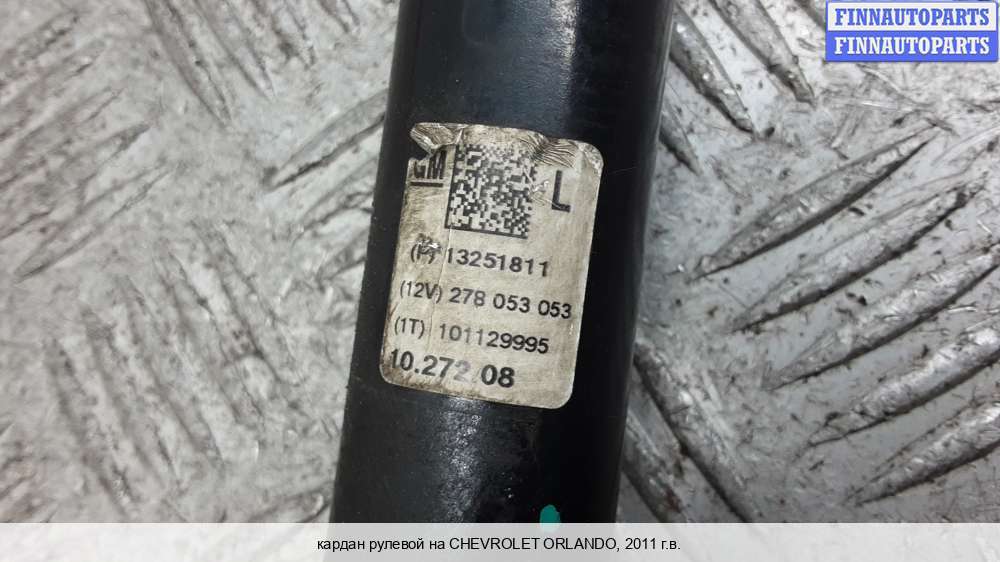 FINNAUTOPARTS
FINNAUTOPARTS
GM
L
(P) 13251811
(12V) 278 053 053
(1T) 101129995
10.272.08
кардан рулевой на CHEVROLET ORLANDO, 2011 г.в.